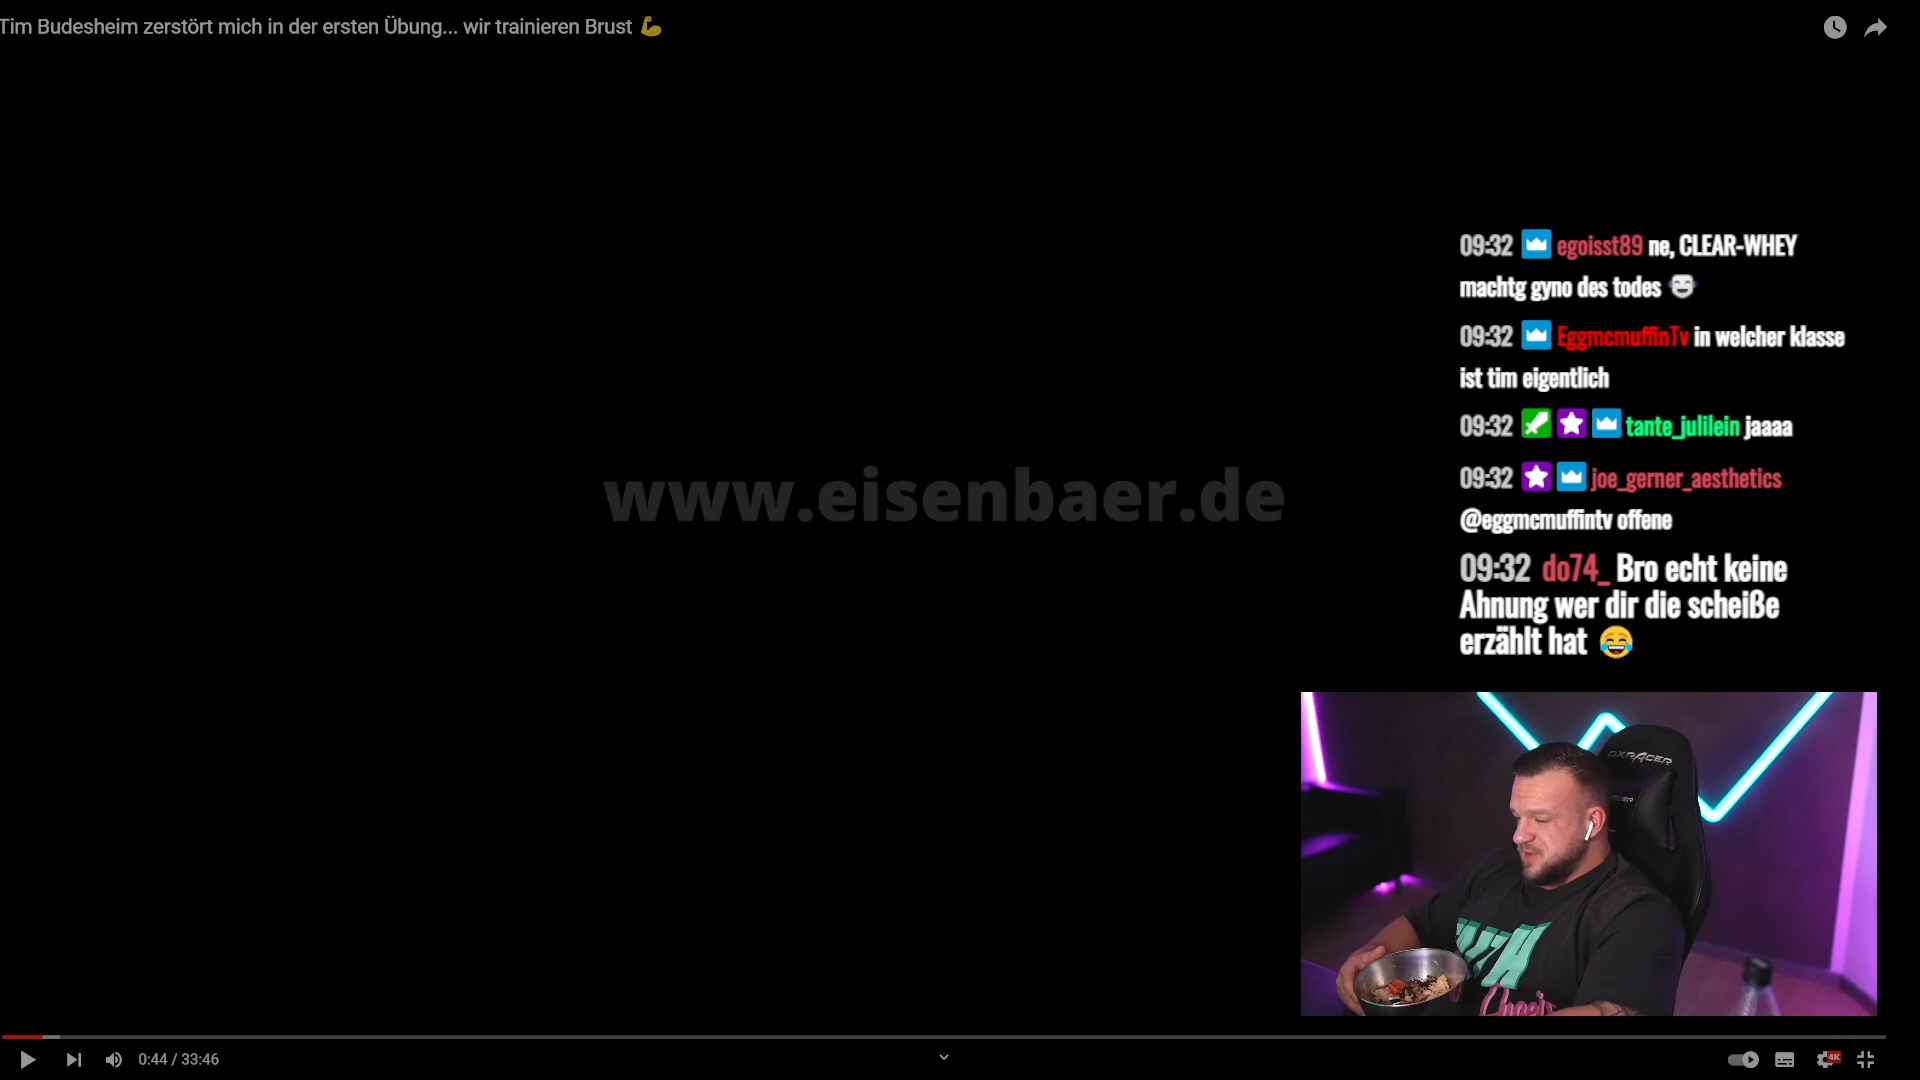 Tim Budesheim zerstört mich in der ersten Übung... wir trainieren Brust 💪
09:32 egoisst89 ne, CLEAR-WHEY
machtg gyno des todes
09:32 EggmcmuffinTv in welcher klasse
ist tim eigentlich
09:32 tante_julilein jaaaa
www.eisenbaer.de
09:32 joe_gerner_aesthetics
@eggmcmuffintv offene
09:32 do74_ Bro echt keine
Ahnung wer dir die scheiße
erzählt hat 😂
DXRACER
0:44 / 33:46
4K